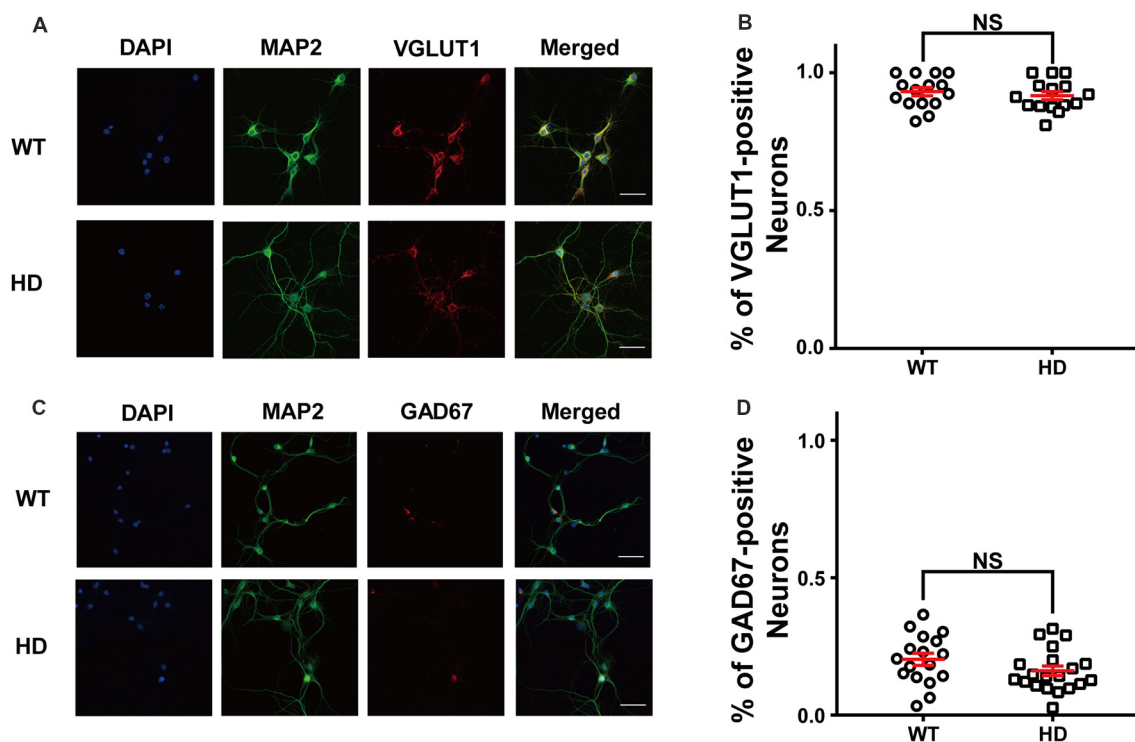 A
DAPI MAP2 VGLUT1 Merged
WT
HD
B
NS
% of VGLUT1-positive
Neurons
1.0
0.5
0.0
WT HD
C
DAPI MAP2 GAD67 Merged
WT
HD
D
NS
% of GAD67-positive
Neurons
1.0
0.5
0.0
WT HD